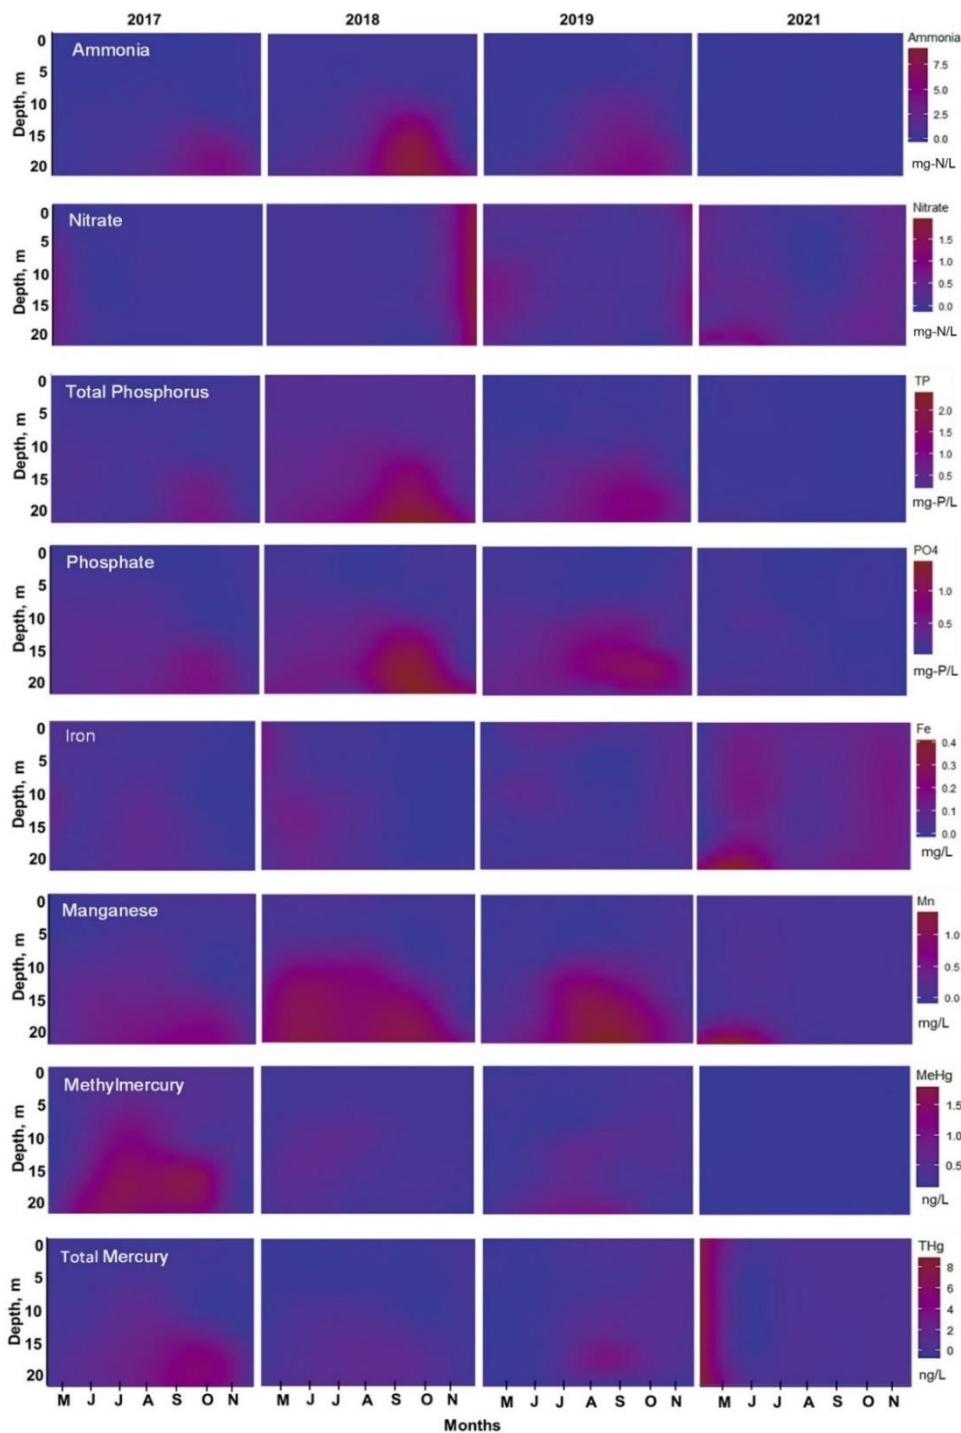 2017 2018 2019 2021
Ammonia
Depth, m
0
5
10
15
20
Ammonia
7.5
5.0
2.5
0.0
mg-N/L
Nitrate
Depth, m
0
5
10
15
20
Nitrate
1.5
1.0
0.5
0.0
mg-N/L
Total Phosphorus
Depth, m
0
5
10
15
20
TP
2.0
1.5
1.0
mg-P/L
Phosphate
Depth, m
0
5
10
15
20
PO4
1.0
0.5
mg-P/L
Iron
Depth, m
0
5
10
15
20
Fe
0.4
0.3
0.2
0.1
0.0
mg/L
Manganese
Depth, m
0
5
10
15
20
Mn
1.0
0.5
0.0
mg/L
Methylmercury
Depth, m
0
5
10
15
20
MeHg
1.5
1.0
0.5
ng/L
Total Mercury
Depth, m
0
5
10
15
20
THg
8
6
4
2
0
ng/L
M J J A S O N M J J A S O N M J J S O N M J J A S O N
Months